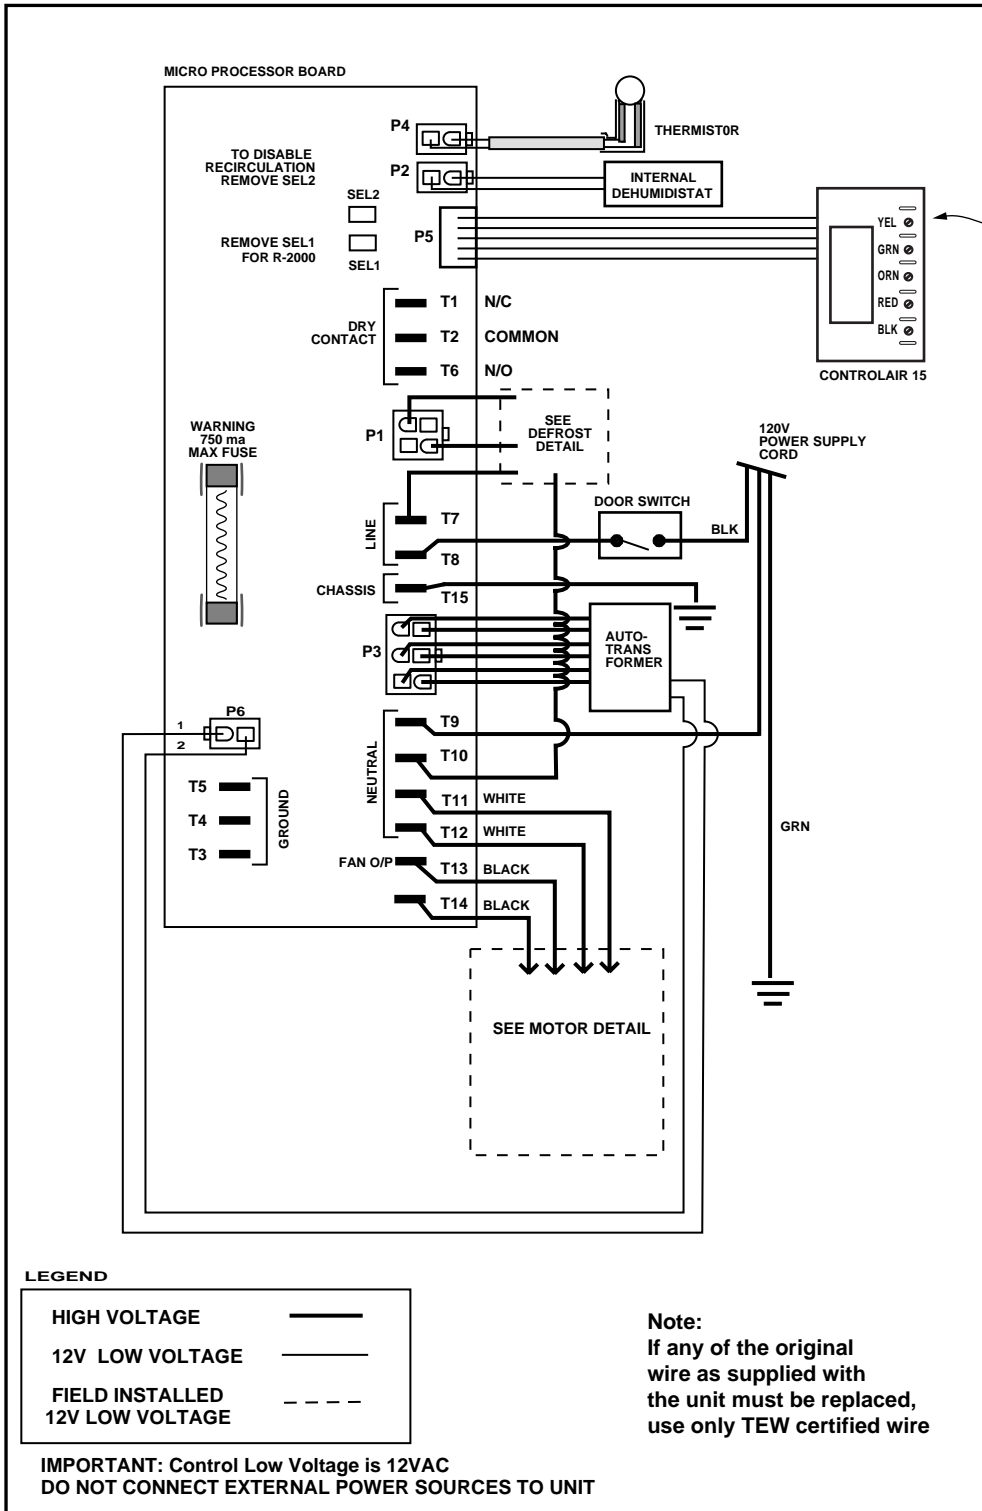 MICRO PROCESSOR BOARD
P4
THERMIST0R
TO DISABLE
RECIRCULATION
REMOVE SEL2
P2
INTERNAL
DEHUMIDISTAT
SEL2
REMOVE SEL1
FOR R-2000
SEL1
P5
YEL
GRN
ORN
RED
BLK
CONTROLAIR 15
DRY
CONTACT
T1 N/C
T2 COMMON
T6 N/O
WARNING
750 ma
MAX FUSE
P1
SEE
DEFROST
DETAIL
120V
POWER SUPPLY
CORD
LINE
T7
T8
DOOR SWITCH
BLK
CHASSIS
T15
P3
AUTO-
TRANS
FORMER
P6
1
2
NEUTRAL
T9
T10
T11 WHITE
T12 WHITE
FAN O/P
T13 BLACK
T14 BLACK
T5
T4
T3
GROUND
GRN
SEE MOTOR DETAIL
LEGEND
HIGH VOLTAGE
12V LOW VOLTAGE
FIELD INSTALLED
12V LOW VOLTAGE
Note:
If any of the original
wire as supplied with
the unit must be replaced,
use only TEW certified wire
IMPORTANT: Control Low Voltage is 12VAC
DO NOT CONNECT EXTERNAL POWER SOURCES TO UNIT